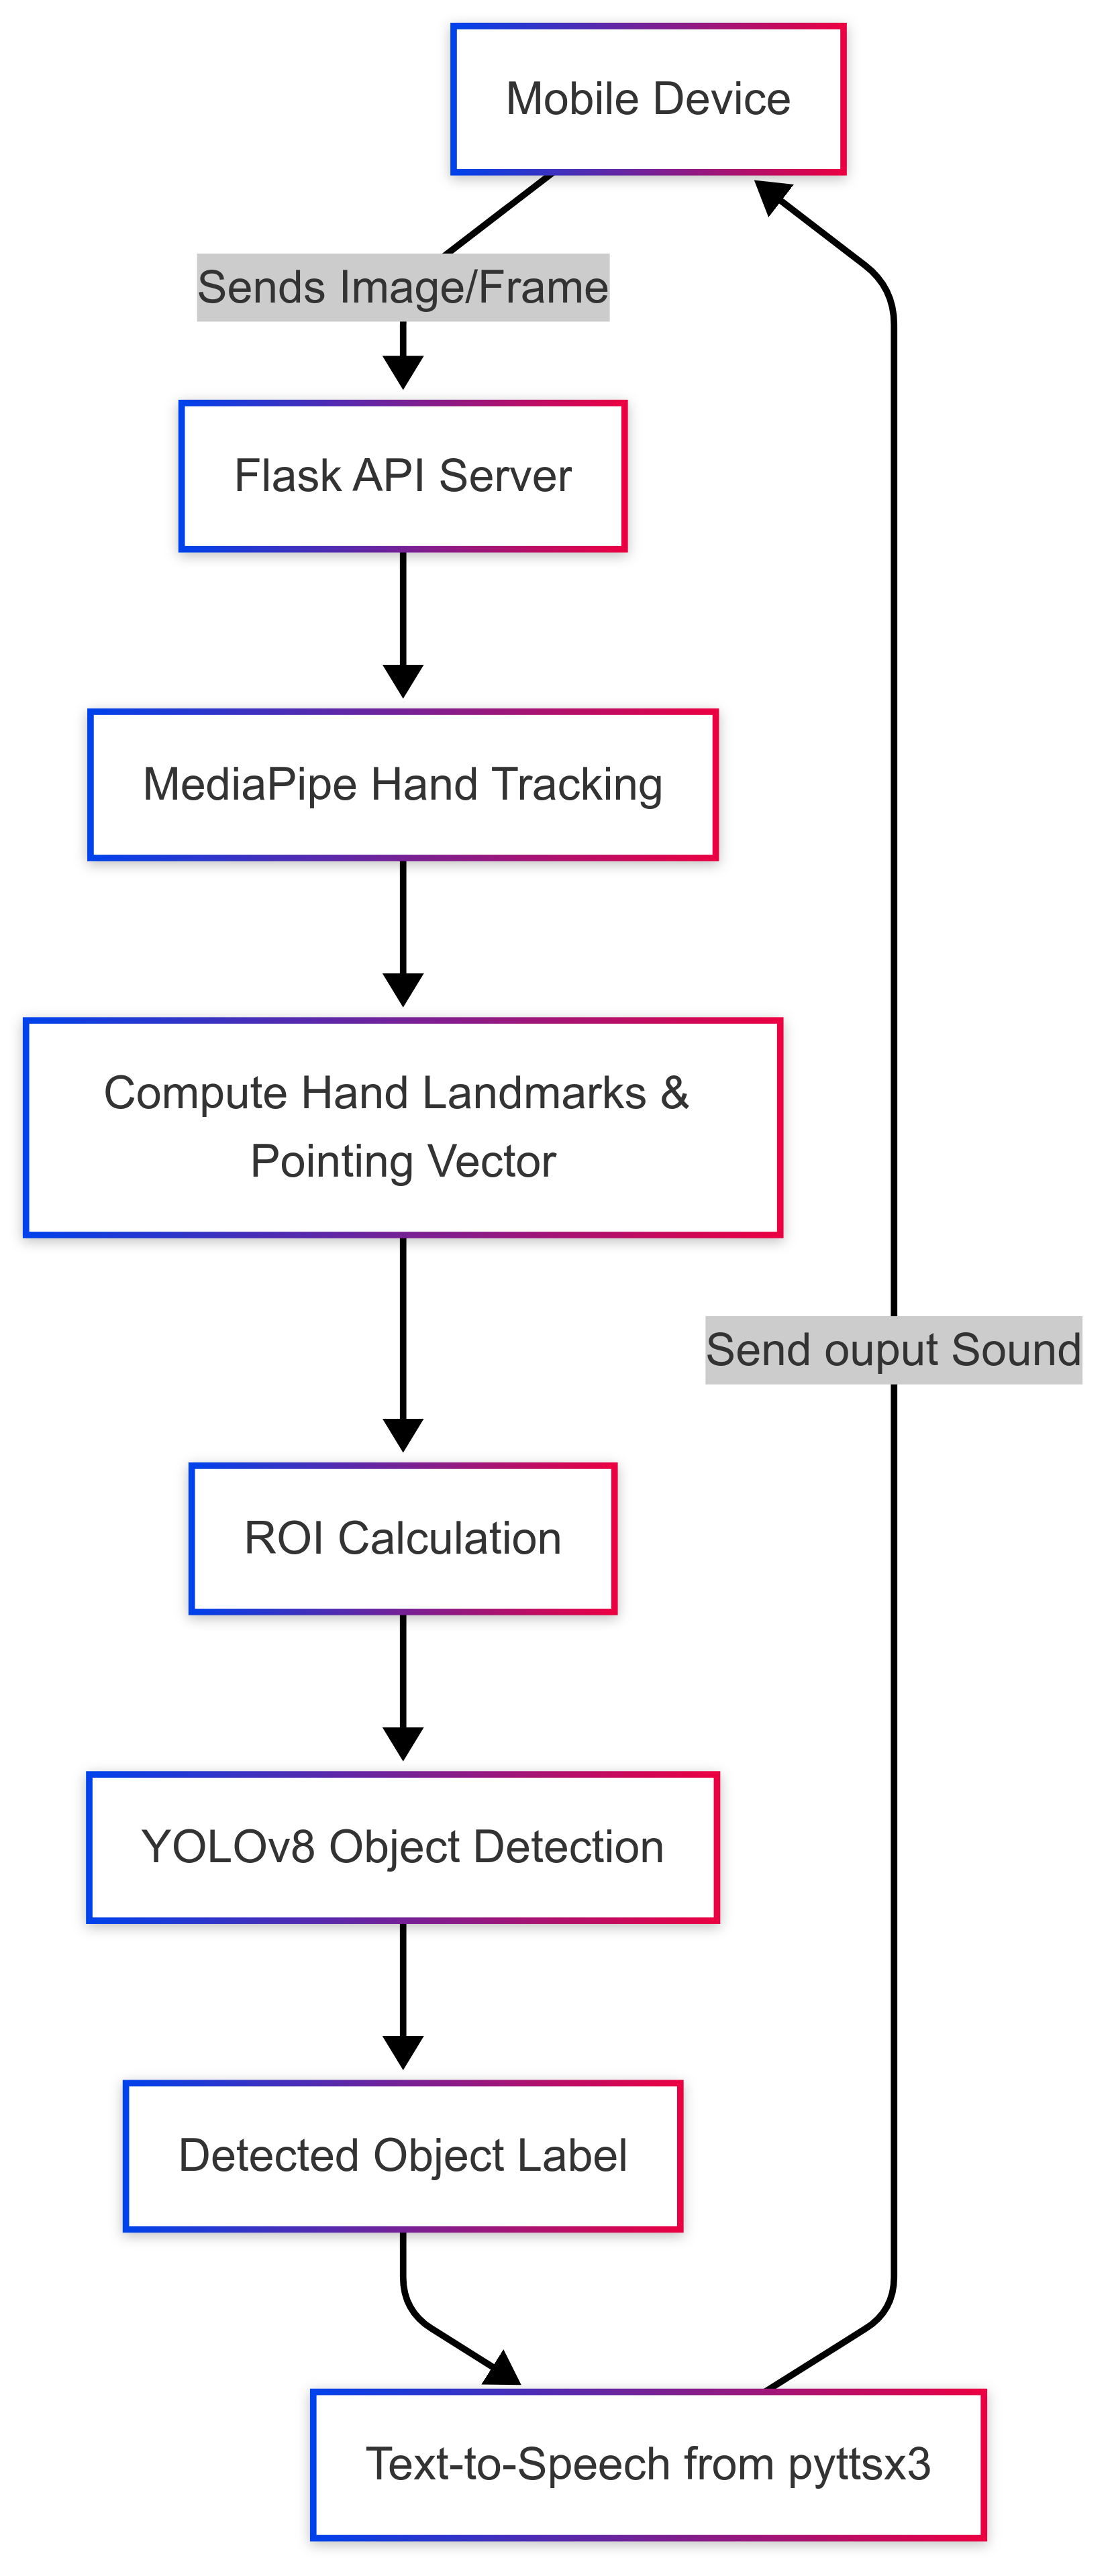 Mobile Device
Sends Image/Frame
Flask API Server
MediaPipe Hand Tracking
Compute Hand Landmarks &
Pointing Vector
Send ouput Sound
ROI Calculation
YOLOv8 Object Detection
Detected Object Label
Text-to-Speech from pyttsx3